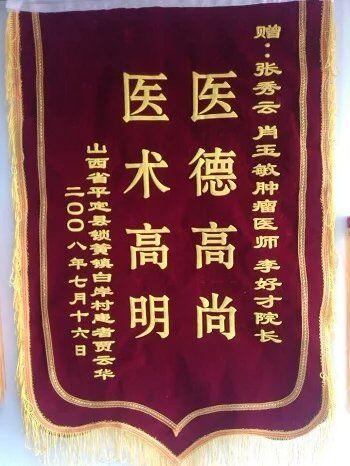 赠：张秀云 肖玉敏肿瘤医师 李好才院长
医德高尚
医术高明
山西省平定县锁簧镇白岸村患者贾云华
二〇〇八年七月十六日